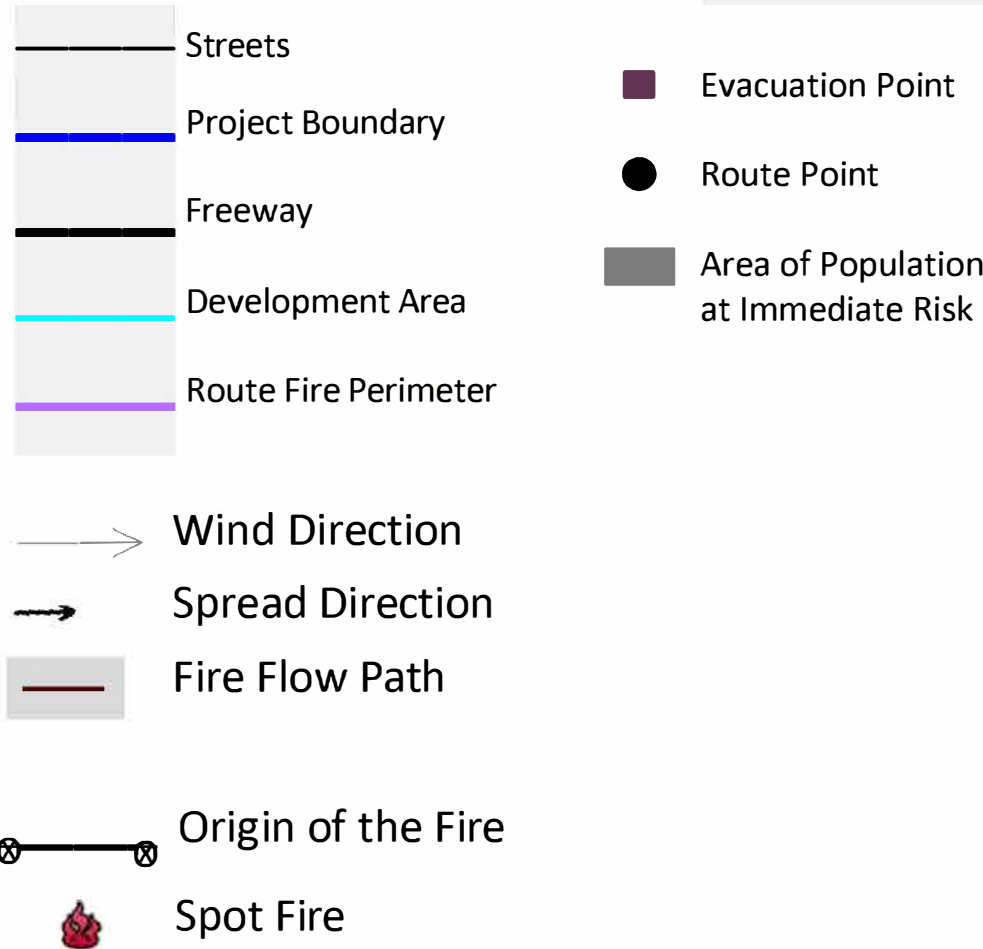 Streets
Project Boundary
Freeway
Development Area
Route Fire Perimeter
Evacuation Point
Route Point
Area of Population
at Immediate Risk
Wind Direction
Spread Direction
Fire Flow Path
Origin of the Fire
Spot Fire